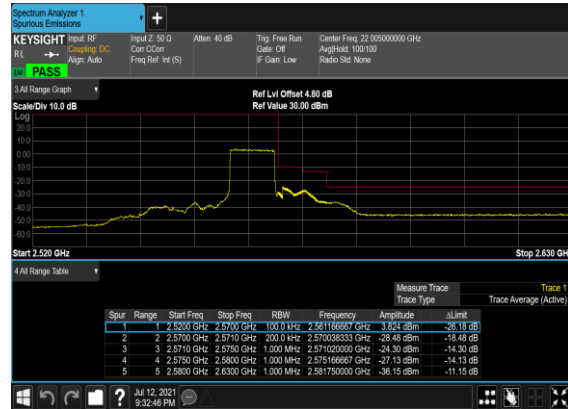 Spectrum Analyzer 1
Spurious Emissions
+
KEYSIGHT Input: RF Input Z: 50 Ω Atten: 40 dB Trig: Free Run Center Freq: 22.005000000 GHz
RL Coupling: DC Corr CCorr Gate: Off Avg|Hold: 100/100
Align: Auto Freq Ref: Int (S) IF Gain: Low Radio Std: None
LW PASS
3 All Range Graph
Ref Lvl Offset 4.80 dB
Scale/Div 10.0 dB Ref Value 30.00 dBm
Log
20.0
10.0
0.00
-10.0
-20.0
-30.0
-40.0
-50.0
-60.0
Start 2.520 GHz Stop 2.630 GH
4 All Range Table
Measure Trace Trace 1
Trace Type Trace Average (Active)
Spur Range Start Freq Stop Freq RBW Frequency Amplitude ΔLimit
1 1 2.5200 GHz 2.5700 GHz 100.0 kHz 2.561166667 GHz 3.824 dBm -26.18 dB
2 2 2.5700 GHz 2.5710 GHz 200.0 kHz 2.570038333 GHz -28.48 dBm -18.48 dB
3 3 2.5710 GHz 2.5750 GHz 1.000 MHz 2.571020000 GHz -24.30 dBm -14.30 dB
4 4 2.5750 GHz 2.5800 GHz 1.000 MHz 2.575166667 GHz -27.13 dBm -14.13 dB
5 5 2.5800 GHz 2.6300 GHz 1.000 MHz 2.581750000 GHz -36.15 dBm -11.15 dB
? Jul 12, 2021
9:32:46 PM